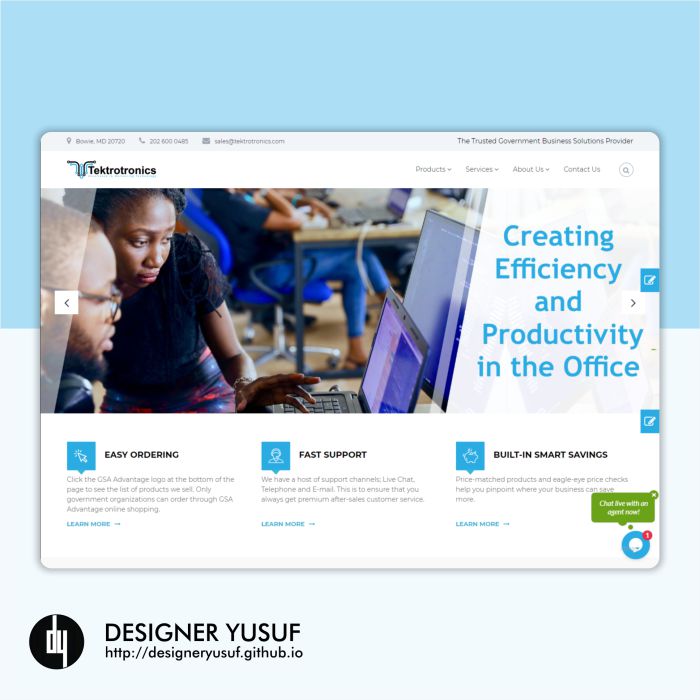 Bowie, MD 20720 202 600 0485 sales@tektrotronics.com The Trusted Government Business Solutions Provider
Tektrotronics
Products Services About Us Contact Us
Creating
Efficiency
and
Productivity
in the Office
EASY ORDERING
Click the GSA Advantage logo at the bottom of the
page to see the list of products we sell. Only
government organizations can order through GSA
Advantage online shopping.
LEARN MORE →
FAST SUPPORT
We have a host of support channels; Live Chat,
Telephone and E-mail. This is to ensure that you
always get premium after-sales customer service.
LEARN MORE →
BUILT-IN SMART SAVINGS
Price-matched products and eagle-eye price checks
help you pinpoint where your business can save
more.
LEARN MORE →
Chat live with an
agent now!
1
dy
DESIGNER YUSUF
http://designeryusuf.github.io